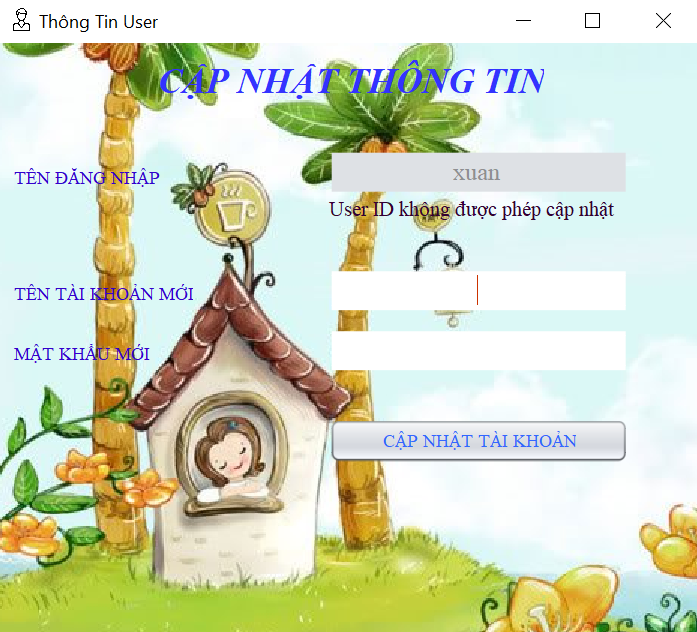 Thông Tin User
CẬP NHẬT THÔNG TIN
TÊN ĐĂNG NHẬP
xuan
User ID không được phép cập nhật
TÊN TÀI KHOẢN MỚI
MẬT KHẨU MỚI
CẬP NHẬT TÀI KHOẢN